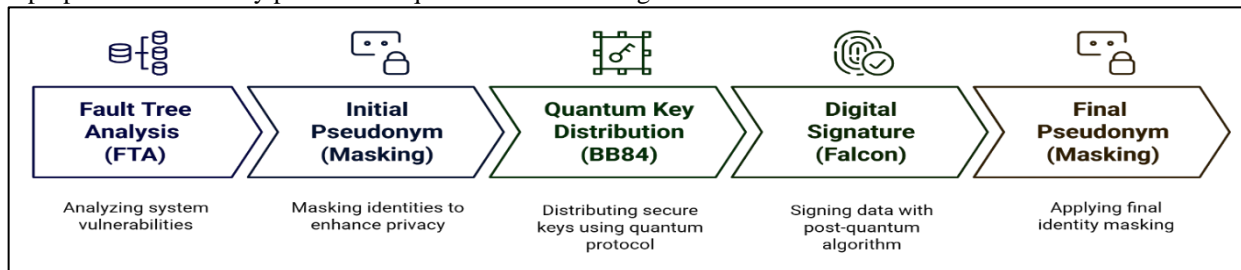 Fault Tree
Analysis
(FTA)
Initial
Pseudonym
(Masking)
Quantum Key
Distribution
(BB84)
Digital
Signature
(Falcon)
Final
Pseudonym
(Masking)
Analyzing system
vulnerabilities
Masking identities to
enhance privacy
Distributing secure
keys using quantum
protocol
Signing data with
post-quantum
algorithm
Applying final
identity masking